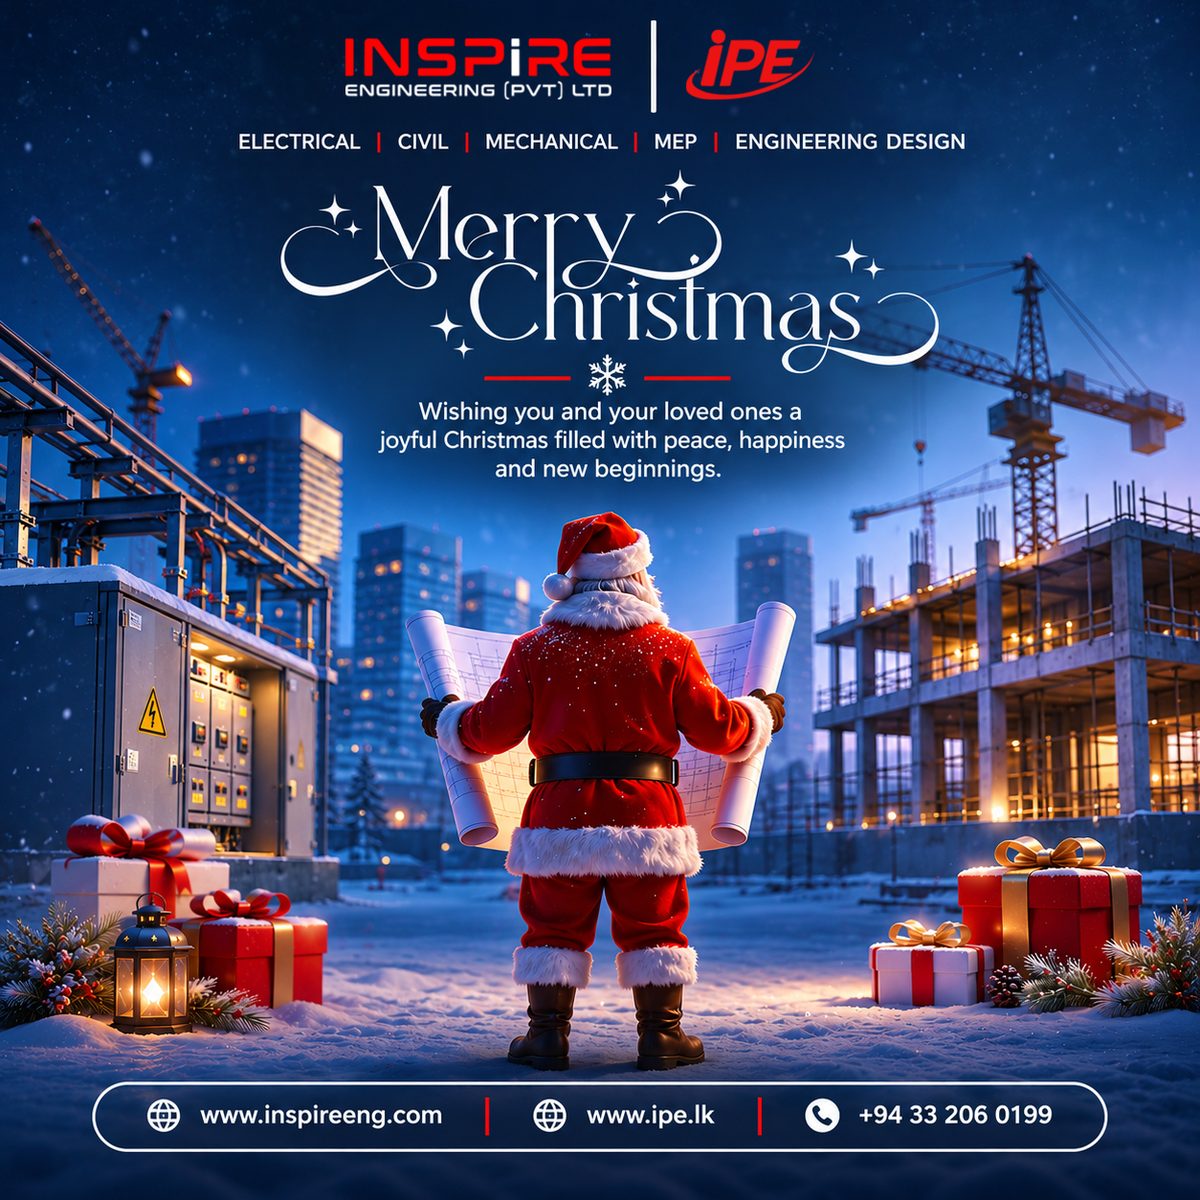 INSPiRE
ENGINEERING (PVT) LTD
iPE
ELECTRICAL | CIVIL | MECHANICAL | MEP | ENGINEERING DESIGN
Merry
Christmas
Wishing you and your loved ones a
joyful Christmas filled with peace, happiness
and new beginnings.
www.inspireeng.com | www.ipe.lk | +94 33 206 0199